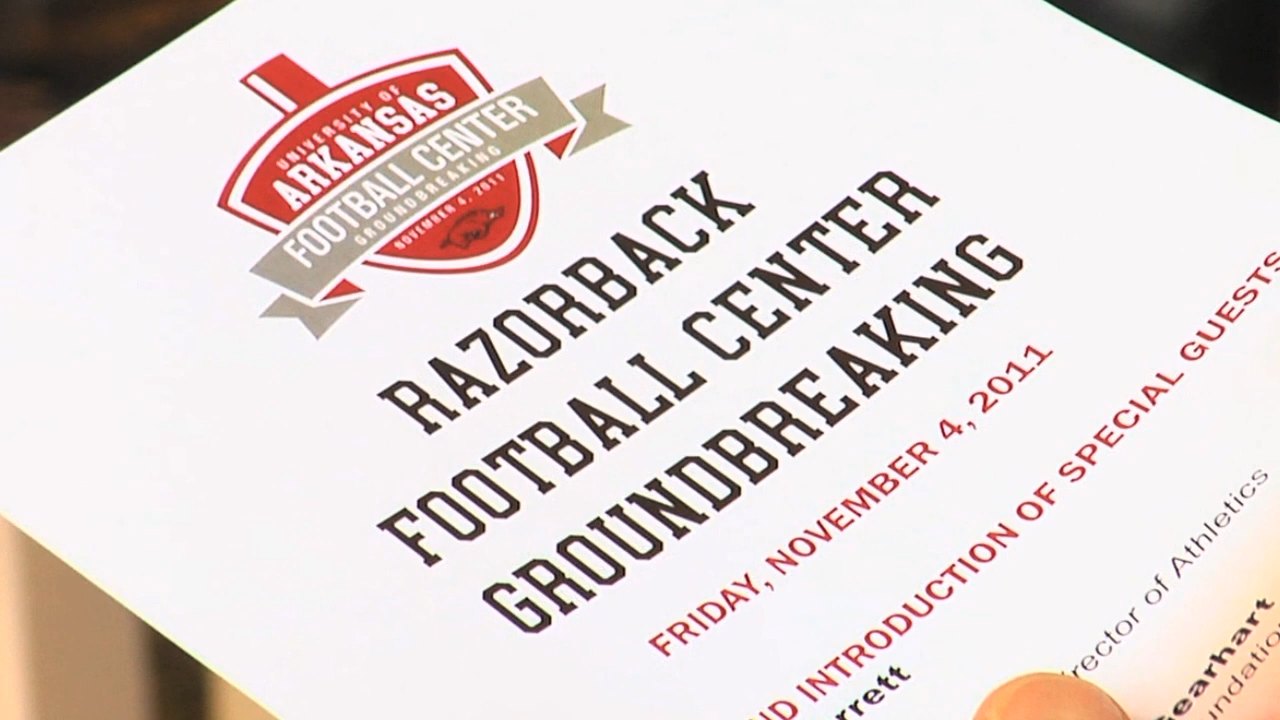 UNIVERSITY OF
ARKANSAS
FOOTBALL CENTER
GROUNDBREAKING
NOVEMBER 4, 2011
RAZORBACK
FOOTBALL CENTER
GROUNDBREAKING
FRIDAY, NOVEMBER 4, 2011
INTRODUCTION OF SPECIAL GUESTS
of Athletics